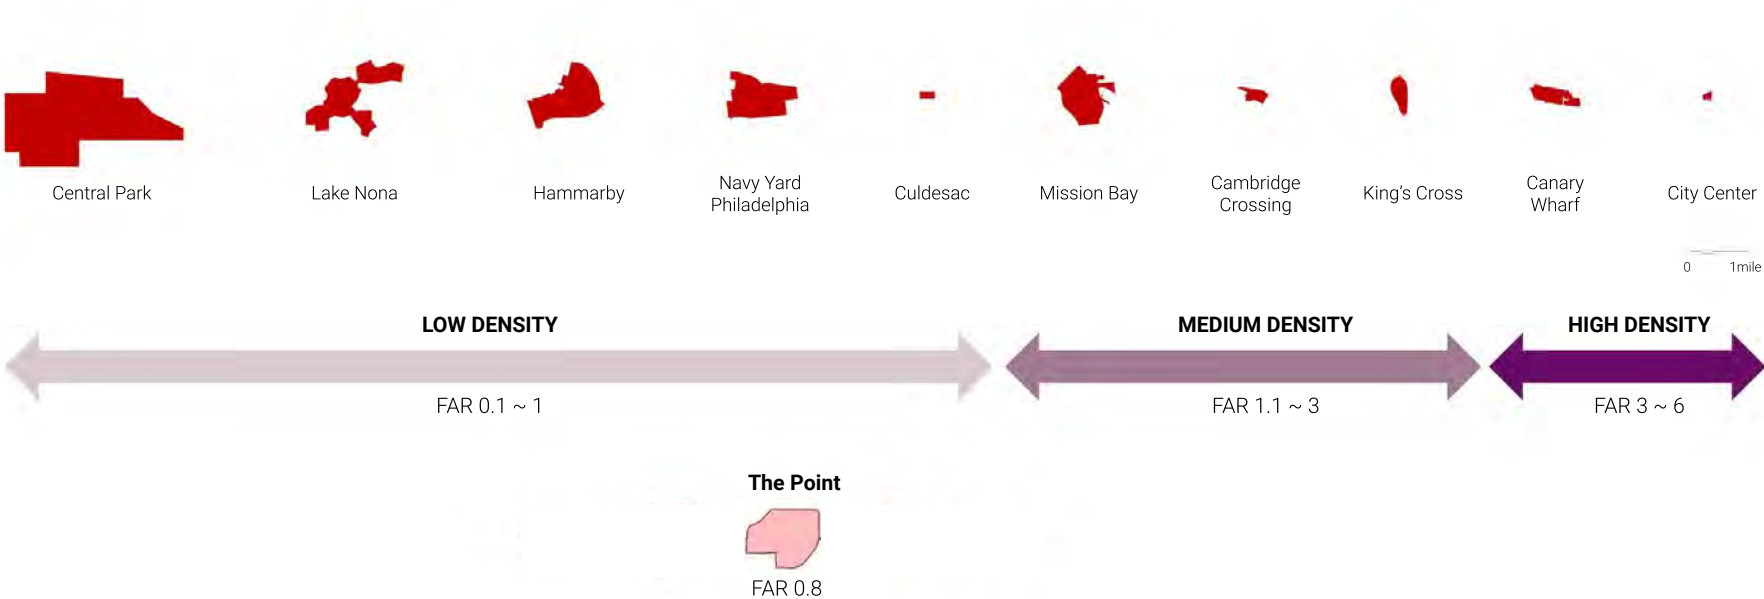 Central Park
Lake Nona
Hammarby
Navy Yard
Philadelphia
Culdesac
Mission Bay
Cambridge
Crossing
King's Cross
Canary
Wharf
City Center
0 1mile
LOW DENSITY
MEDIUM DENSITY
HIGH DENSITY
FAR 0.1 ~ 1
FAR 1.1 ~ 3
FAR 3 ~ 6
The Point
FAR 0.8